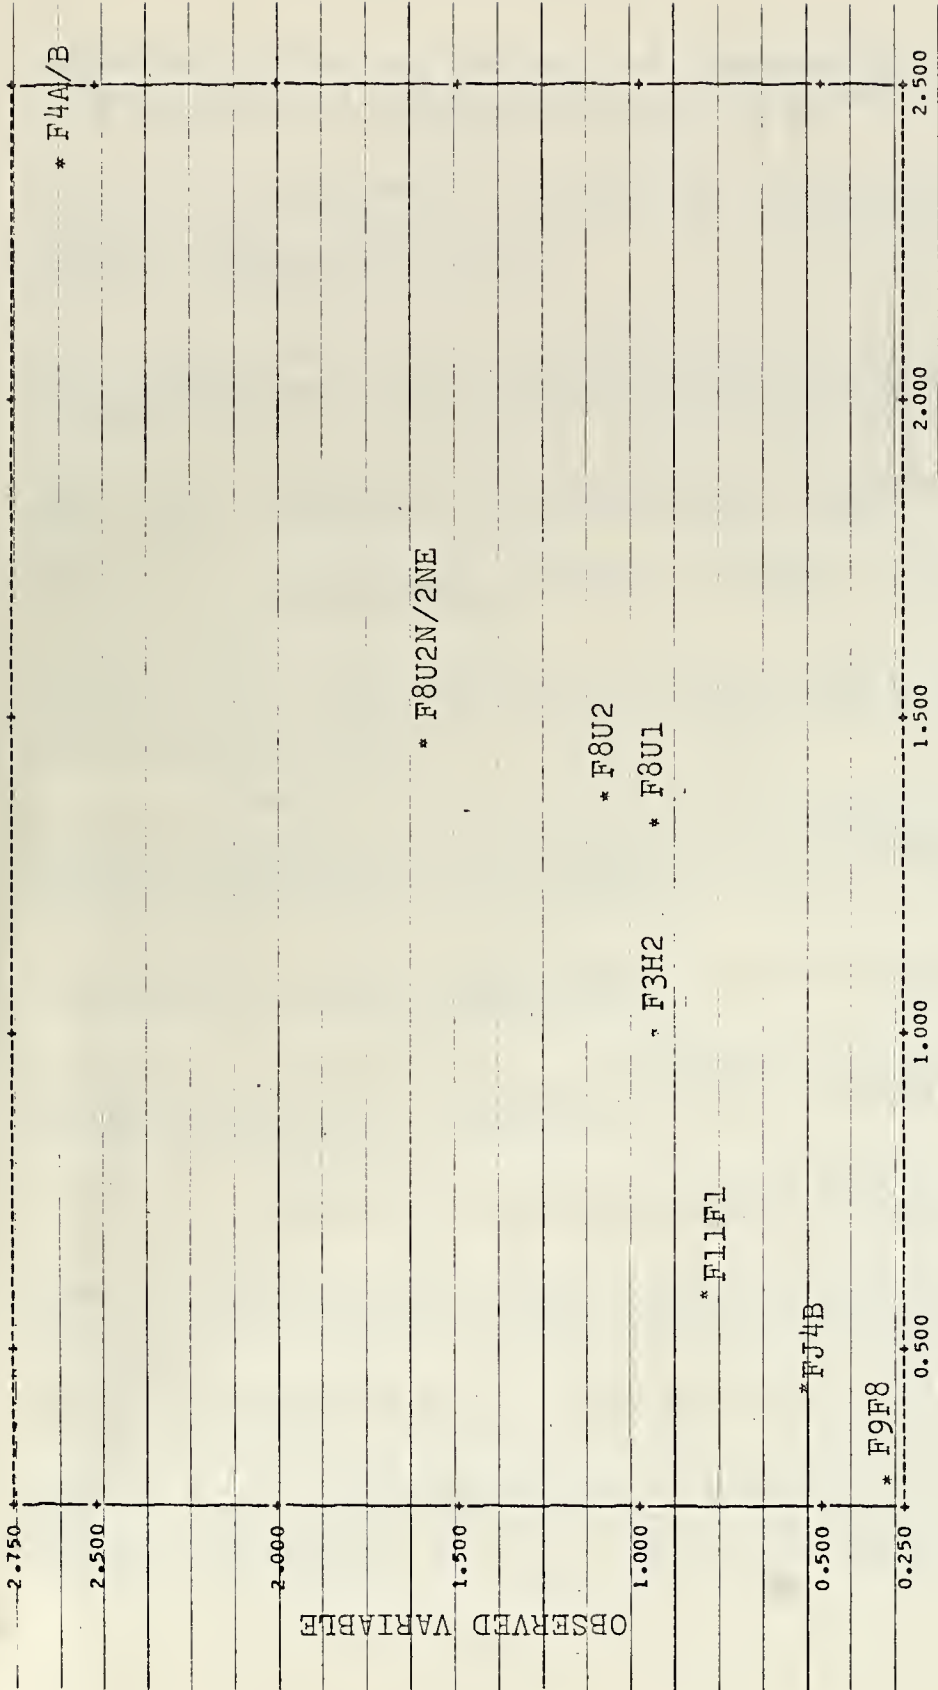 2.750
* F4A/B
2.500
2.000
* F8U2N/2NE
1.500
* F8U2
1.000
* F8U1
* F3H2
*F11F1
0.500
*FJ4B
* F9F8
0.250
0.500
1.000
1.500
2.000
2.500
OBSERVED VARIABLE